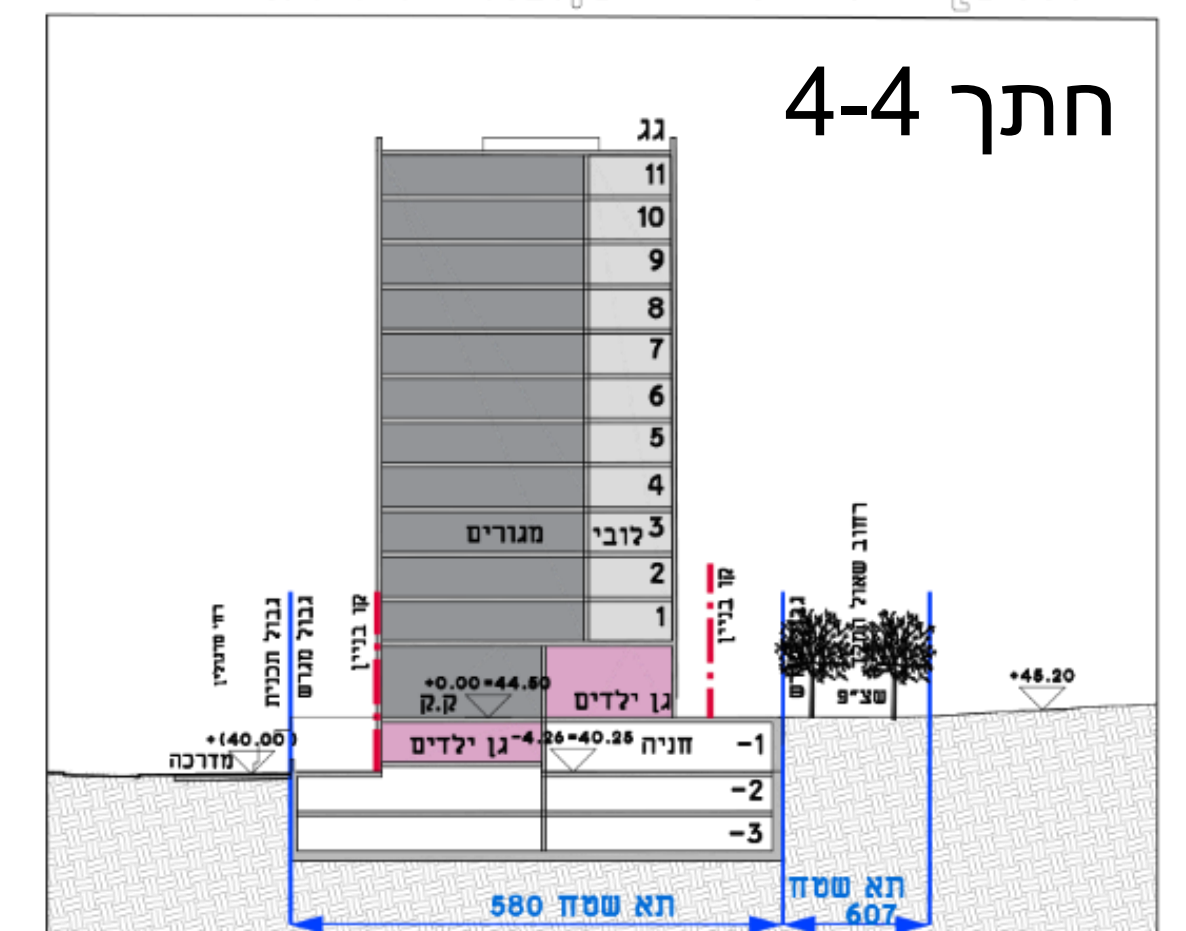 חתך 4-4
גג
11
10
9
8
7
6
5
4
מגורים
לובי
3
2
1
גבול תכנית
גבול מגרש
קו בניין
קו בניין
רחוב שאול
שצ״פ
+0.00=44.50
ק.ק
גן ילדים
+45.20
+(40.00)
מדרכה
גן ילדים
-4.26=40.25
חניה
-1
-2
-3
תא שטח 580
תא שטח
607